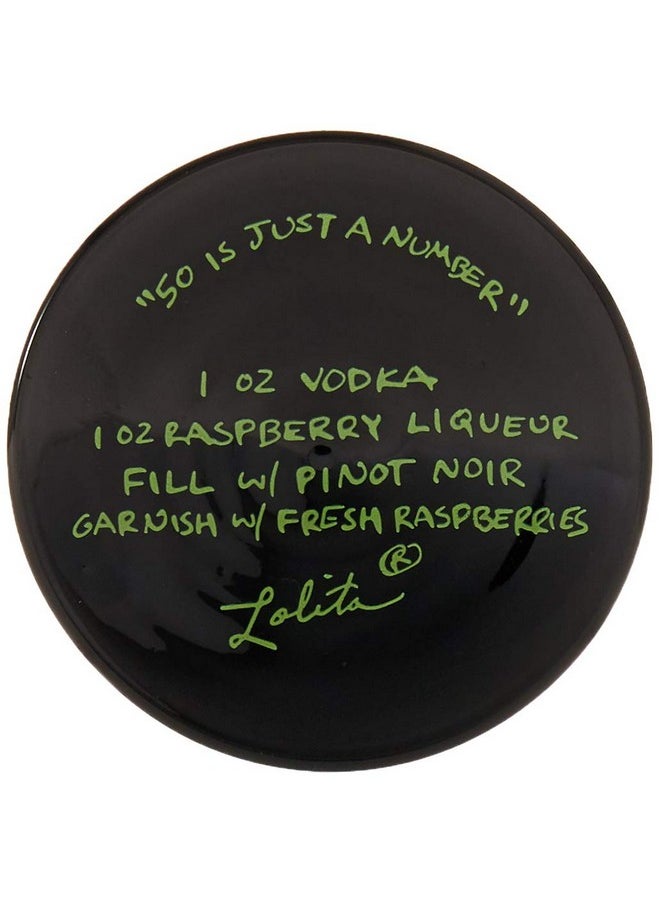 "50 IS JUST A NUMBER"
1 OZ VODKA
1 OZ RASPBERRY LIQUEUR
FILL W/ PINOT NOIR
GARNISH W/ FRESH RASPBERRIES
Lolita ®